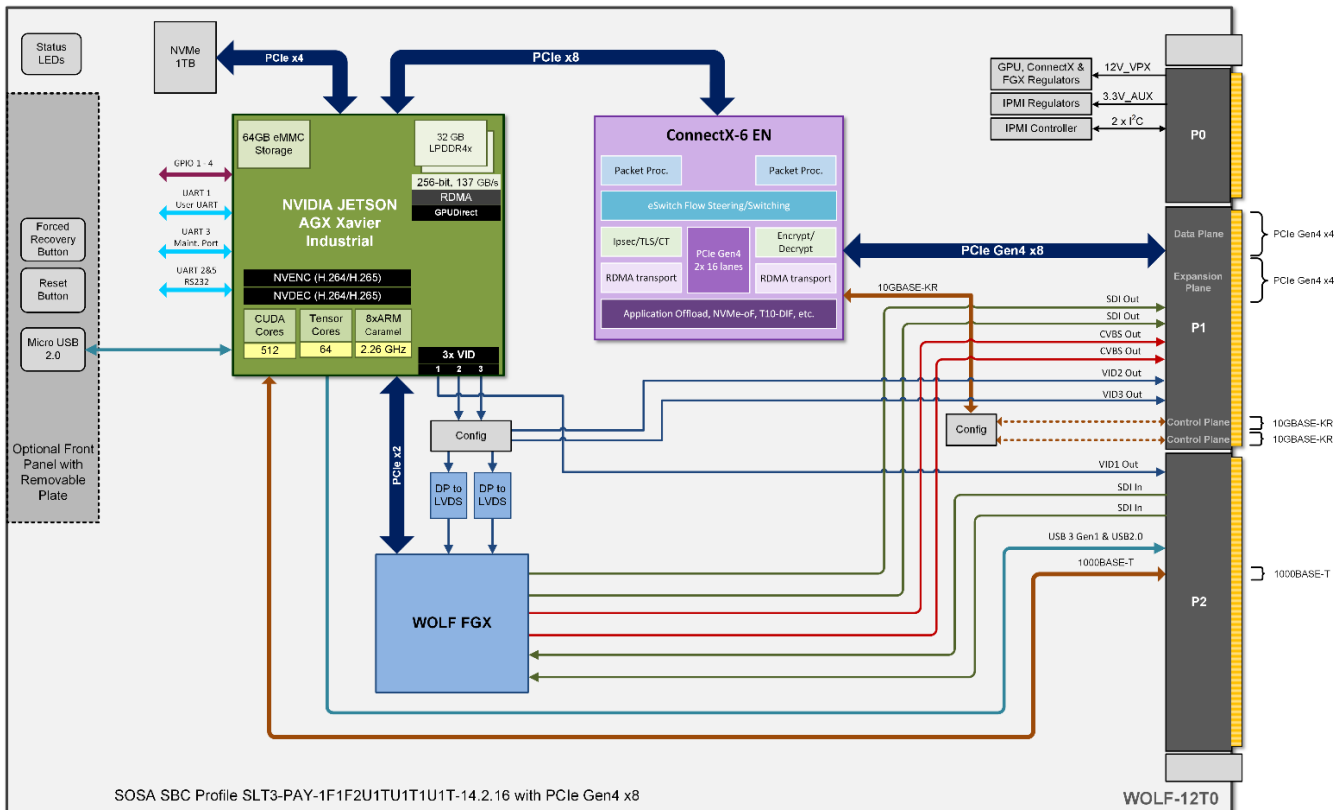 Status
LEDs
NVMe
1TB
PCIe x4
PCIe x8
GPU, ConnectX &
FGX Regulators
12V_VPX
IPMI Regulators
3.3V_AUX
IPMI Controller
2 x I²C
P0
64GB eMMC
Storage
32 GB
LPDDR4x
256-bit, 137 GB/s
RDMA
GPUDirect
NVIDIA JETSON
AGX Xavier
Industrial
NVENC (H.264/H.265)
NVDEC (H.264/H.265)
CUDA
Cores
512
Tensor
Cores
64
8xARM
Caramel
2.26 GHz
3x VID
1 2 3
GPIO 1 - 4
UART 1
User UART
UART 3
Maint. Port
UART 2&5
RS232
Forced
Recovery
Button
Reset
Button
Micro USB
2.0
Optional Front
Panel with
Removable
Plate
ConnectX-6 EN
Packet Proc.
Packet Proc.
eSwitch Flow Steering/Switching
Ipsec/TLS/CT
PCIe Gen4
2x 16 lanes
Encrypt/
Decrypt
RDMA transport
RDMA transport
Application Offload, NVMe-oF, T10-DIF, etc.
PCIe Gen4 x8
10GBASE-KR
Data Plane
PCIe Gen4 x4
Expansion
Plane
PCIe Gen4 x4
P1
SDI Out
SDI Out
CVBS Out
CVBS Out
VID2 Out
VID3 Out
Config
Control Plane
10GBASE-KR
Control Plane
10GBASE-KR
Config
PCIe x2
DP to
LVDS
DP to
LVDS
WOLF FGX
VID1 Out
SDI In
SDI In
USB 3 Gen1 & USB2.0
1000BASE-T
1000BASE-T
P2
SOSA SBC Profile SLT3-PAY-1F1F2U1TU1T1U1T-14.2.16 with PCIe Gen4 x8
WOLF-12T0